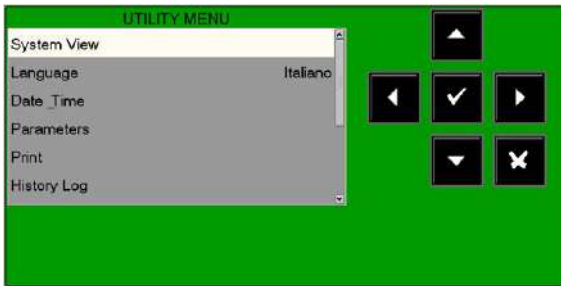 UTILITY MENU
System View
Language Italiano
Date_Time
Parameters
Print
History Log